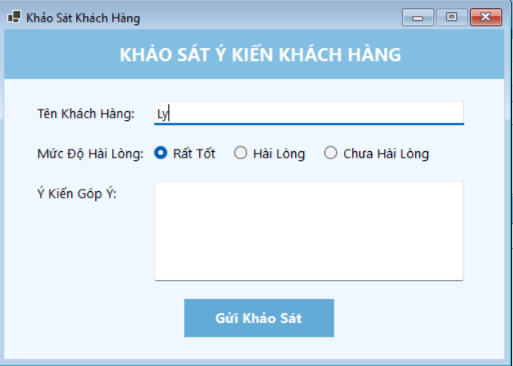 Khảo Sát Khách Hàng
KHẢO SÁT Ý KIẾN KHÁCH HÀNG
Tên Khách Hàng: Ly
Mức Độ Hài Lòng: Rất Tốt Hài Lòng Chưa Hài Lòng
Ý Kiến Góp Ý:
Gửi Khảo Sát